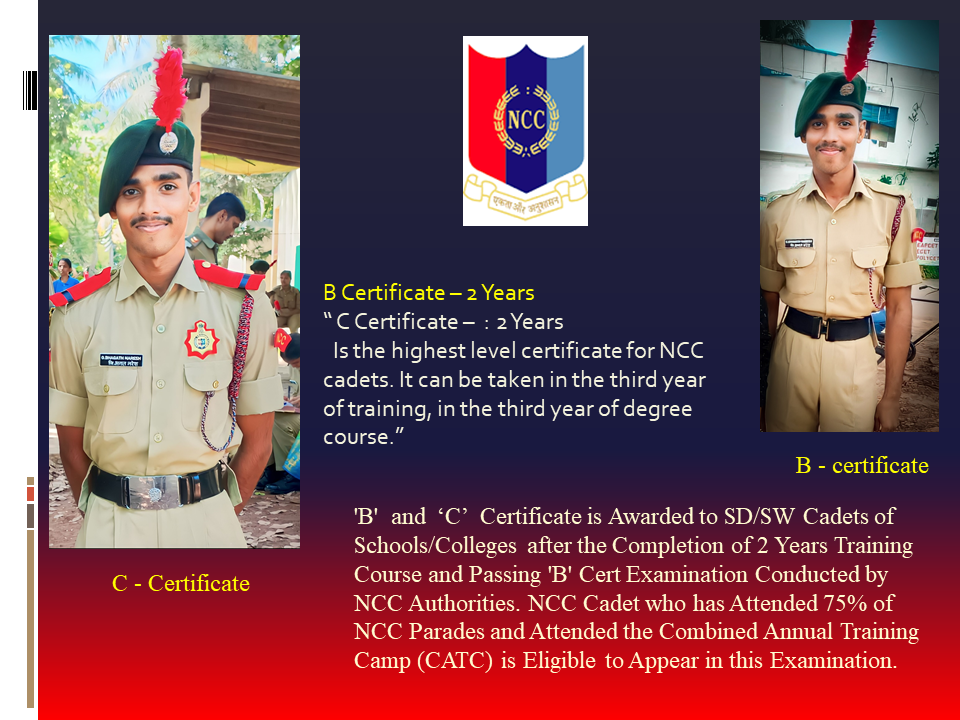 NCC
एकता और अनुशासन
B Certificate – 2 Years
“ C Certificate –  : 2 Years
Is the highest level certificate for NCC
cadets. It can be taken in the third year
of training, in the third year of degree
course.”
G.BHAGATH NARESH
B - certificate
'B'  and  ‘C’  Certificate is Awarded to SD/SW Cadets of
Schools/Colleges after the Completion of 2 Years Training
Course and Passing 'B' Cert Examination Conducted by
NCC Authorities. NCC Cadet who has Attended 75% of
NCC Parades and Attended the Combined Annual Training
Camp (CATC) is Eligible to Appear in this Examination.
C - Certificate